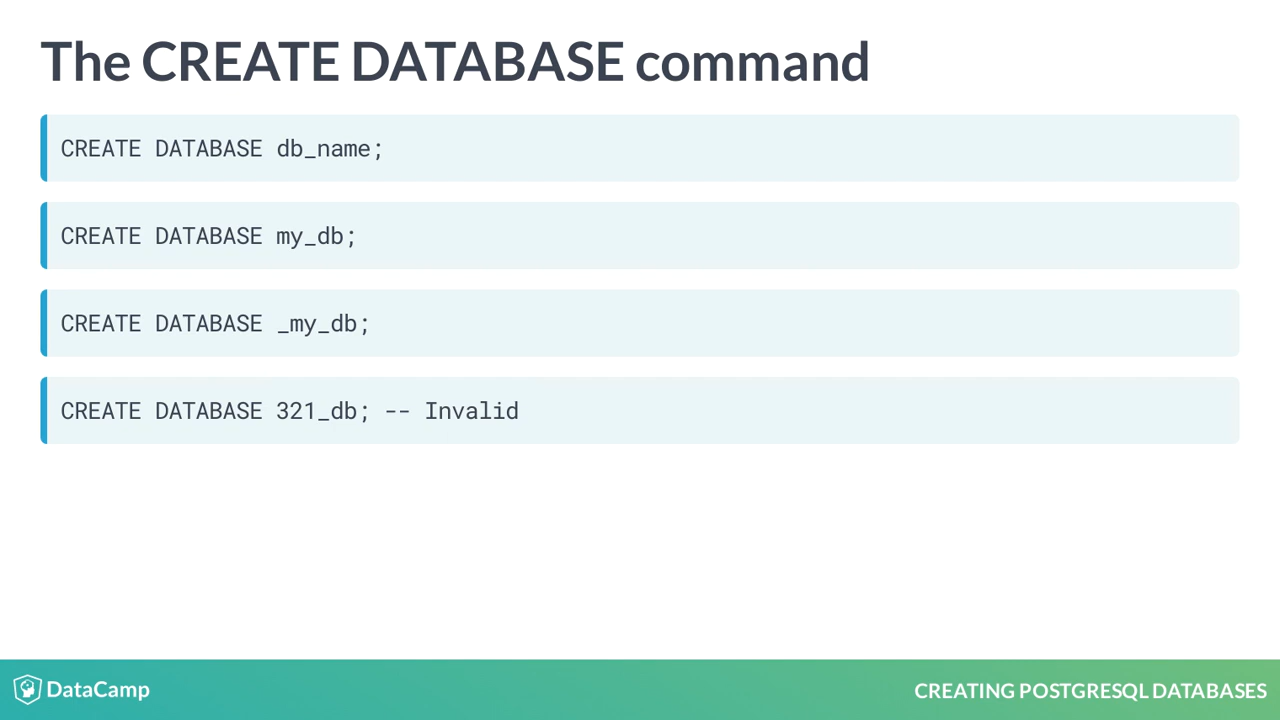 The CREATE DATABASE command
CREATE DATABASE db_name;
CREATE DATABASE my_db;
CREATE DATABASE _my_db;
CREATE DATABASE 321_db; -- Invalid
DataCamp
CREATING POSTGRESQL DATABASES